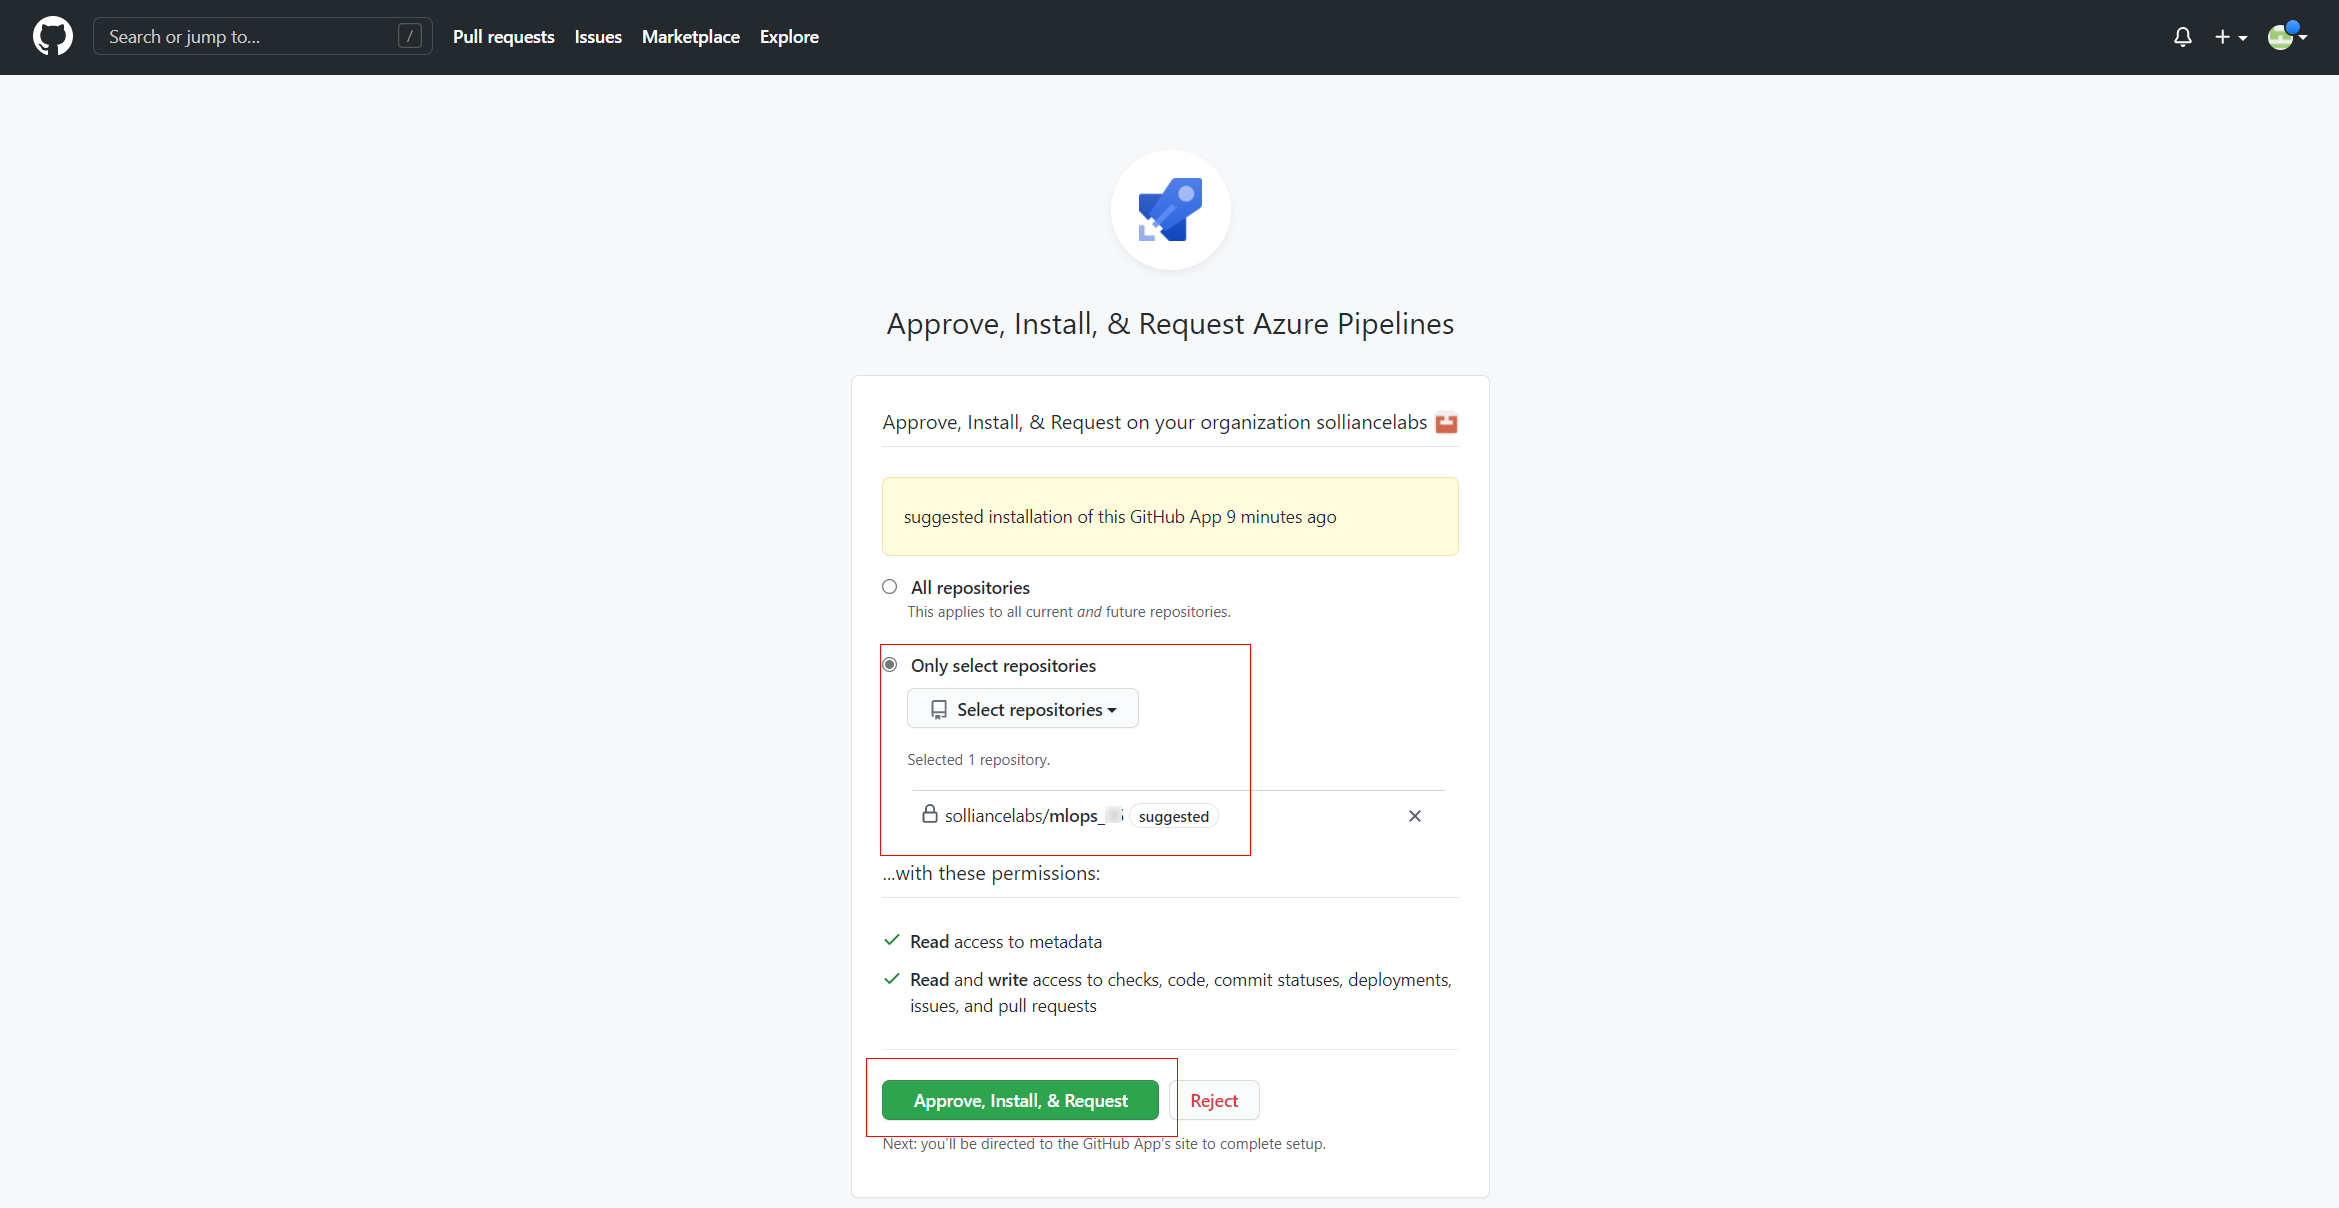 Search or jump to... / Pull requests Issues Marketplace Explore
Approve, Install, & Request Azure Pipelines
Approve, Install, & Request on your organization solliancelabs
suggested installation of this GitHub App 9 minutes ago
All repositories
This applies to all current and future repositories.
Only select repositories
Select repositories
Selected 1 repository.
solliancelabs/mlops_ suggested
...with these permissions:
Read access to metadata
Read and write access to checks, code, commit statuses, deployments,
issues, and pull requests
Approve, Install, & Request Reject
Next: you'll be directed to the GitHub App's site to complete setup.